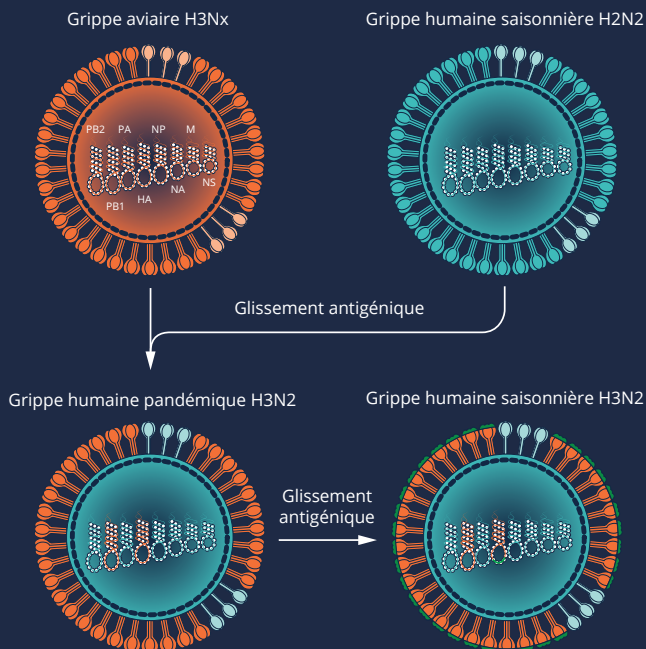 Grippe aviaire H3Nx
Grippe humaine saisonnière H2N2
PB2 PA NP M
PB1 HA NA NS
Glissement antigénique
Grippe humaine pandémique H3N2
Grippe humaine saisonnière H3N2
Glissement
antigénique